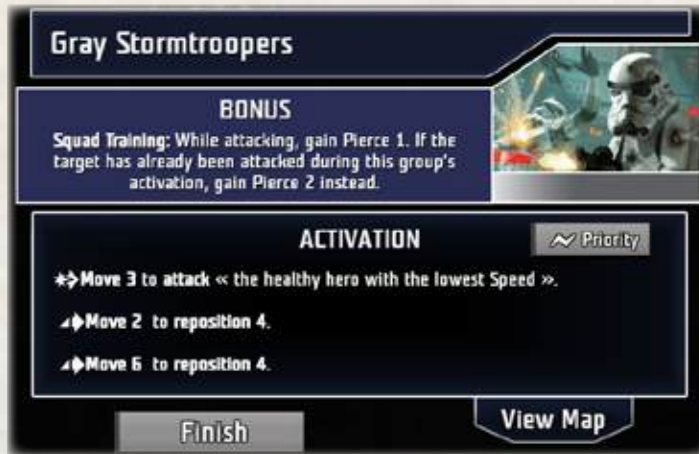 Gray Stormtroopers
BONUS
Squad Training: While attacking, gain Pierce 1. If the
target has already been attacked during this group's
activation, gain Pierce 2 instead.
ACTIVATION
Priority
Move 3 to attack « the healthy hero with the lowest Speed ».
Move 2 to reposition 4.
Move 6 to reposition 4.
Finish
View Map